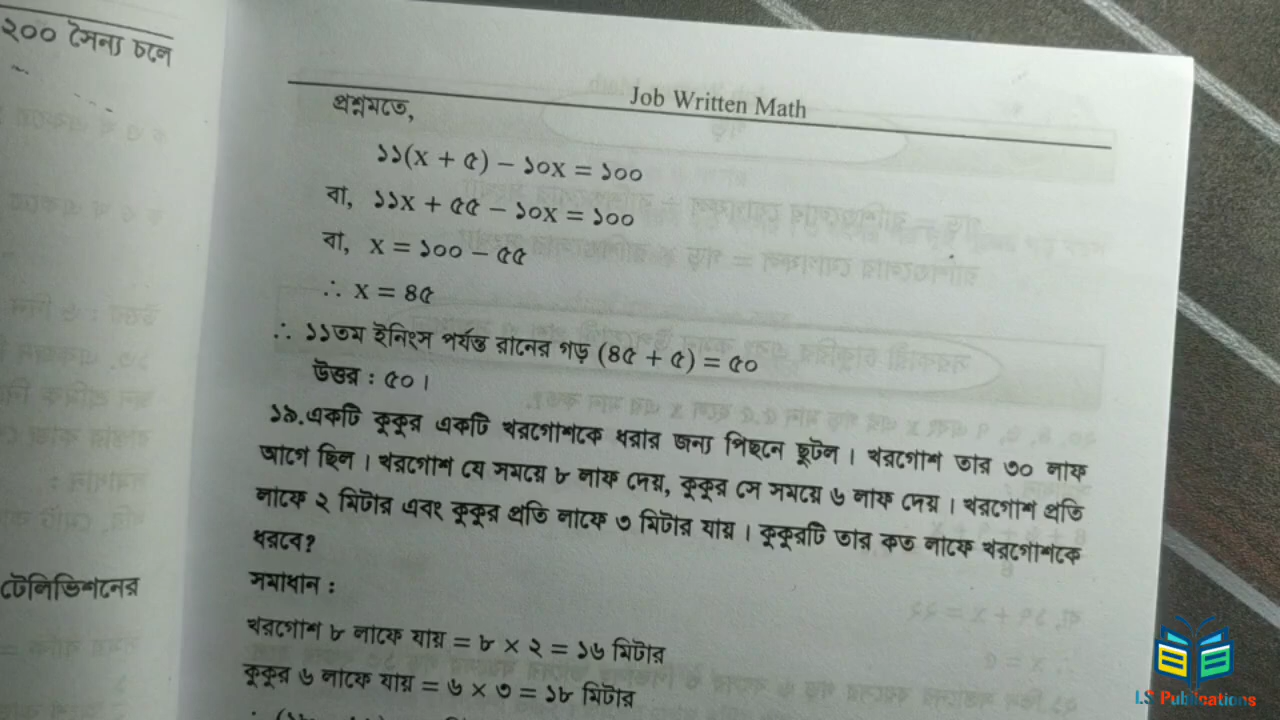 ২০০ সৈন্য চলে
টেলিভিশনের
Job Written Math
প্রশ্নমতে,
১১(x + ৫) − ১০x = ১০০
বা, ১১x + ৫৫ − ১০x = ১০০
বা, x = ১০০ − ৫৫
∴ x = ৪৫
∴ ১১তম ইনিংস পর্যন্ত রানের গড় (৪৫ + ৫) = ৫০
উত্তর : ৫০।
১৯.একটি কুকুর একটি খরগোশকে ধরার জন্য পিছনে ছুটল। খরগোশ তার ৩০ লাফ
আগে ছিল। খরগোশ যে সময়ে ৮ লাফ দেয়, কুকুর সে সময়ে ৬ লাফ দেয়। খরগোশ প্রতি
লাফে ২ মিটার এবং কুকুর প্রতি লাফে ৩ মিটার যায়। কুকুরটি তার কত লাফে খরগোশকে
ধরবে?
সমাধান :
খরগোশ ৮ লাফে যায় = ৮ × ২ = ১৬ মিটার
কুকুর ৬ লাফে যায় = ৬ × ৩ = ১৮ মিটার
I.S Publications